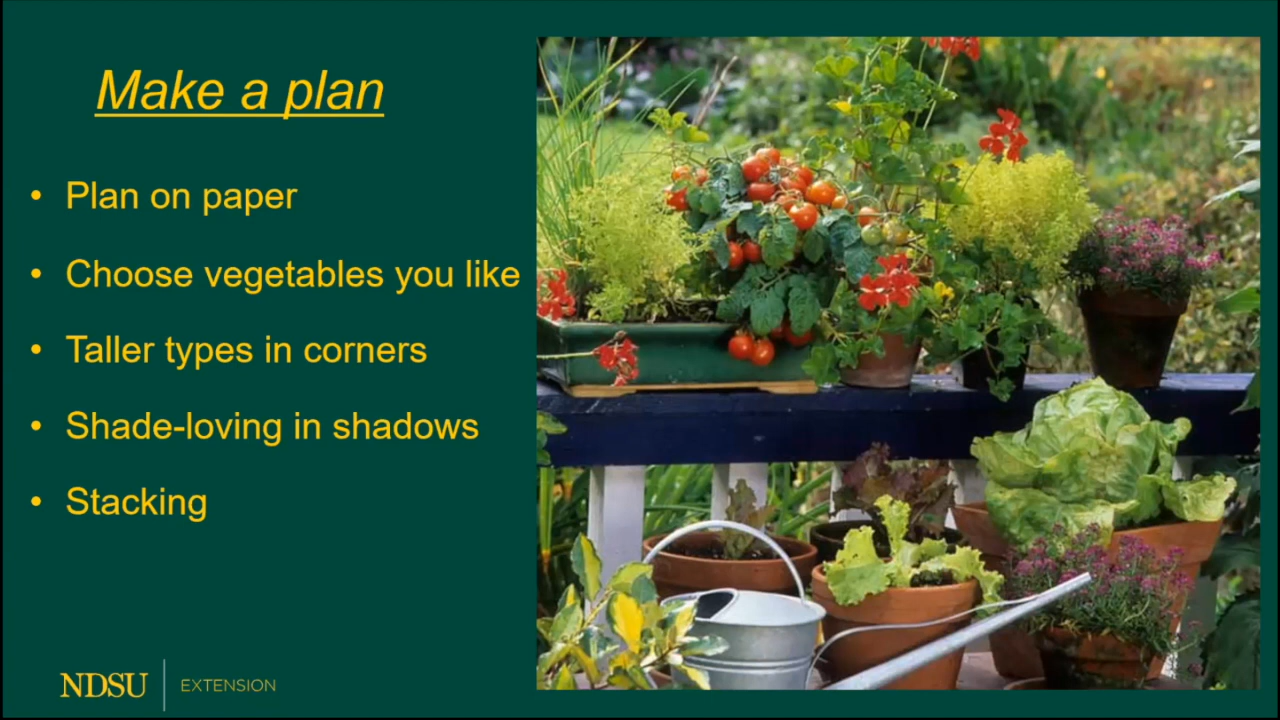 Make a plan
• Plan on paper
• Choose vegetables you like
• Taller types in corners
• Shade-loving in shadows
• Stacking
NDSU EXTENSION